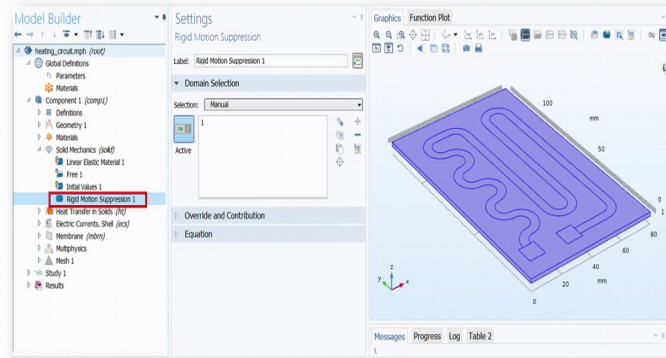 Model Builder
heating_circuit.mph (root)
Global Definitions
Parameters
Materials
Component 1 (comp1)
Definitions
Geometry 1
Materials
Solid Mechanics (solid)
Linear Elastic Material 1
Free 1
Initial Values 1
Rigid Motion Suppression 1
Heat Transfer in Solids (ht)
Electric Currents, Shell (ecs)
Membrane (mbrn)
Multiphysics
Mesh 1
Study 1
Results
Settings
Rigid Motion Suppression
Label: Rigid Motion Suppression 1
Domain Selection
Selection: Manual
1
Active
Override and Contribution
Equation
Graphics Function Plot
100
mm
50
0
1
80
60
40
mm
20
0
z
y x
Messages Progress Log Table 2